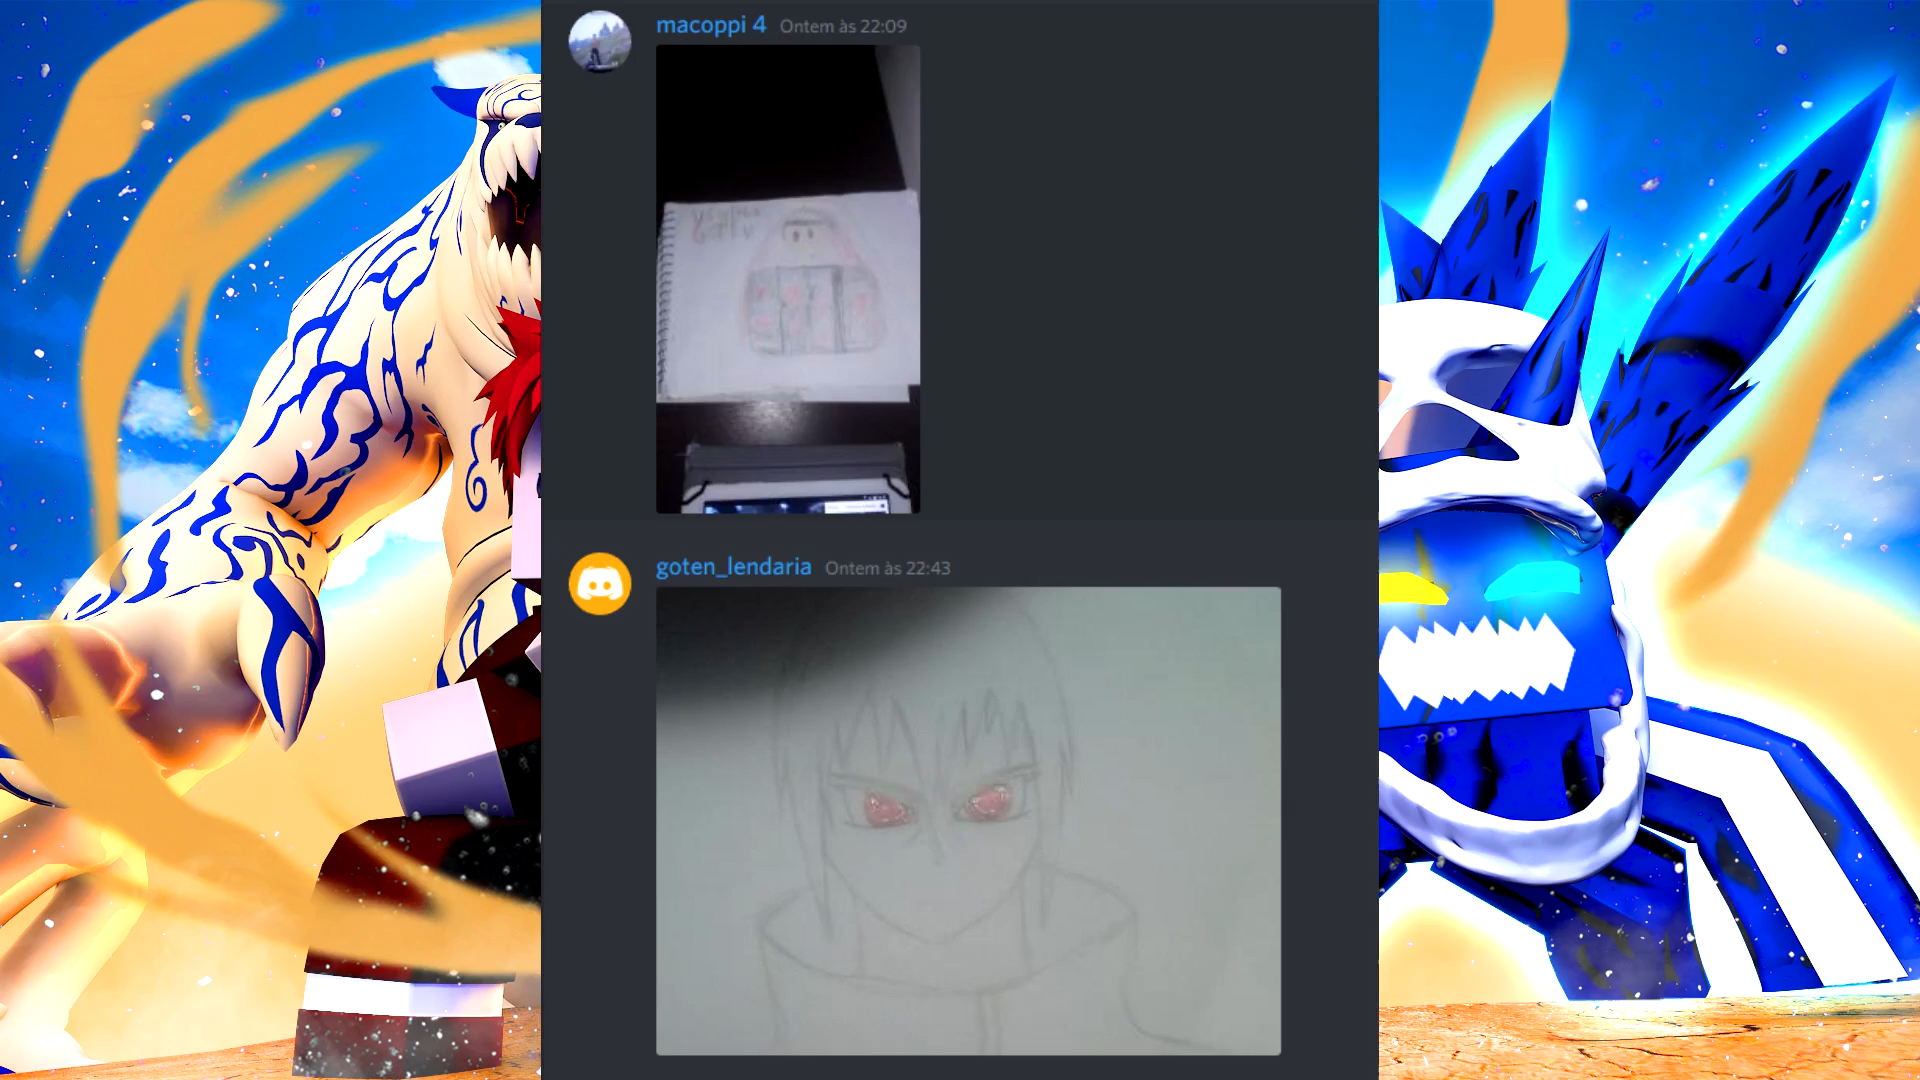 macoppi 4 Ontem às 22:09
goten_lendaria Ontem às 22:43